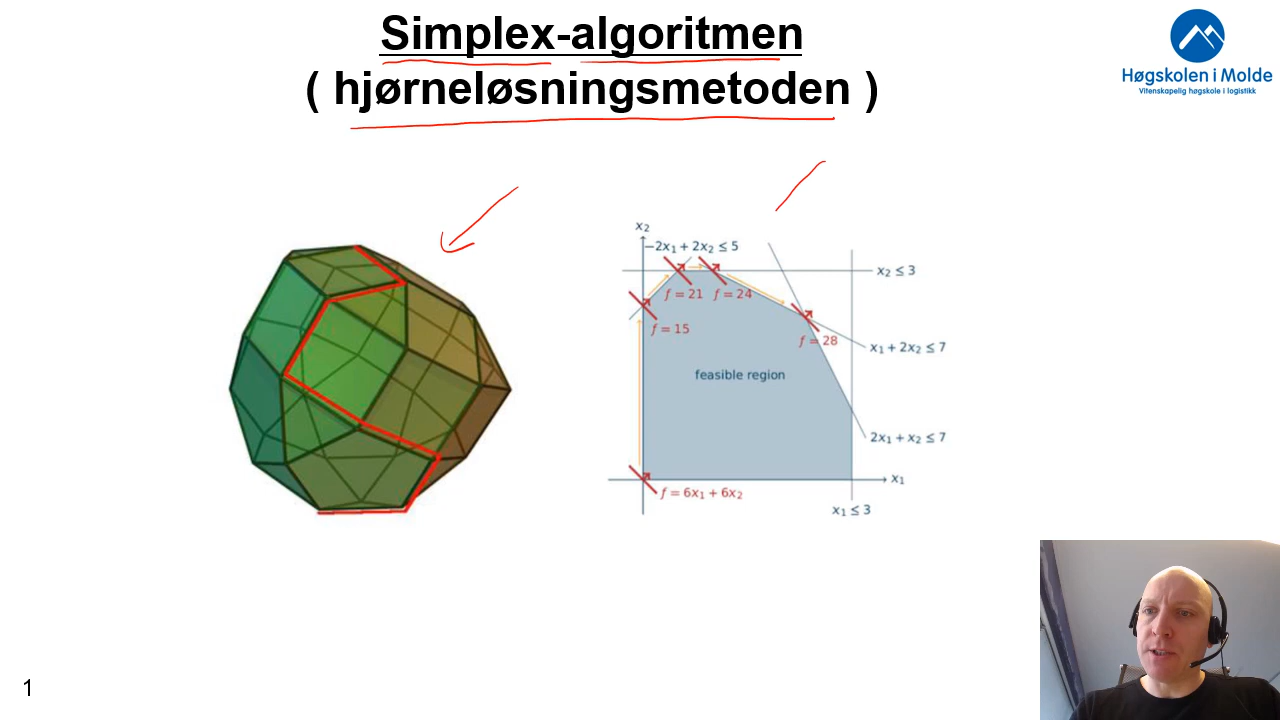 Simplex-algoritmen
( hjørneløsningsmetoden )
Høgskolen i Molde
Vitenskapelig høgskole i logistikk
x₂
−2x₁ + 2x₂ ≤ 5
x₂ ≤ 3
f = 21
f = 24
f = 15
f = 28
x₁ + 2x₂ ≤ 7
feasible region
2x₁ + x₂ ≤ 7
x₁
f = 6x₁ + 6x₂
x₁ ≤ 3
1